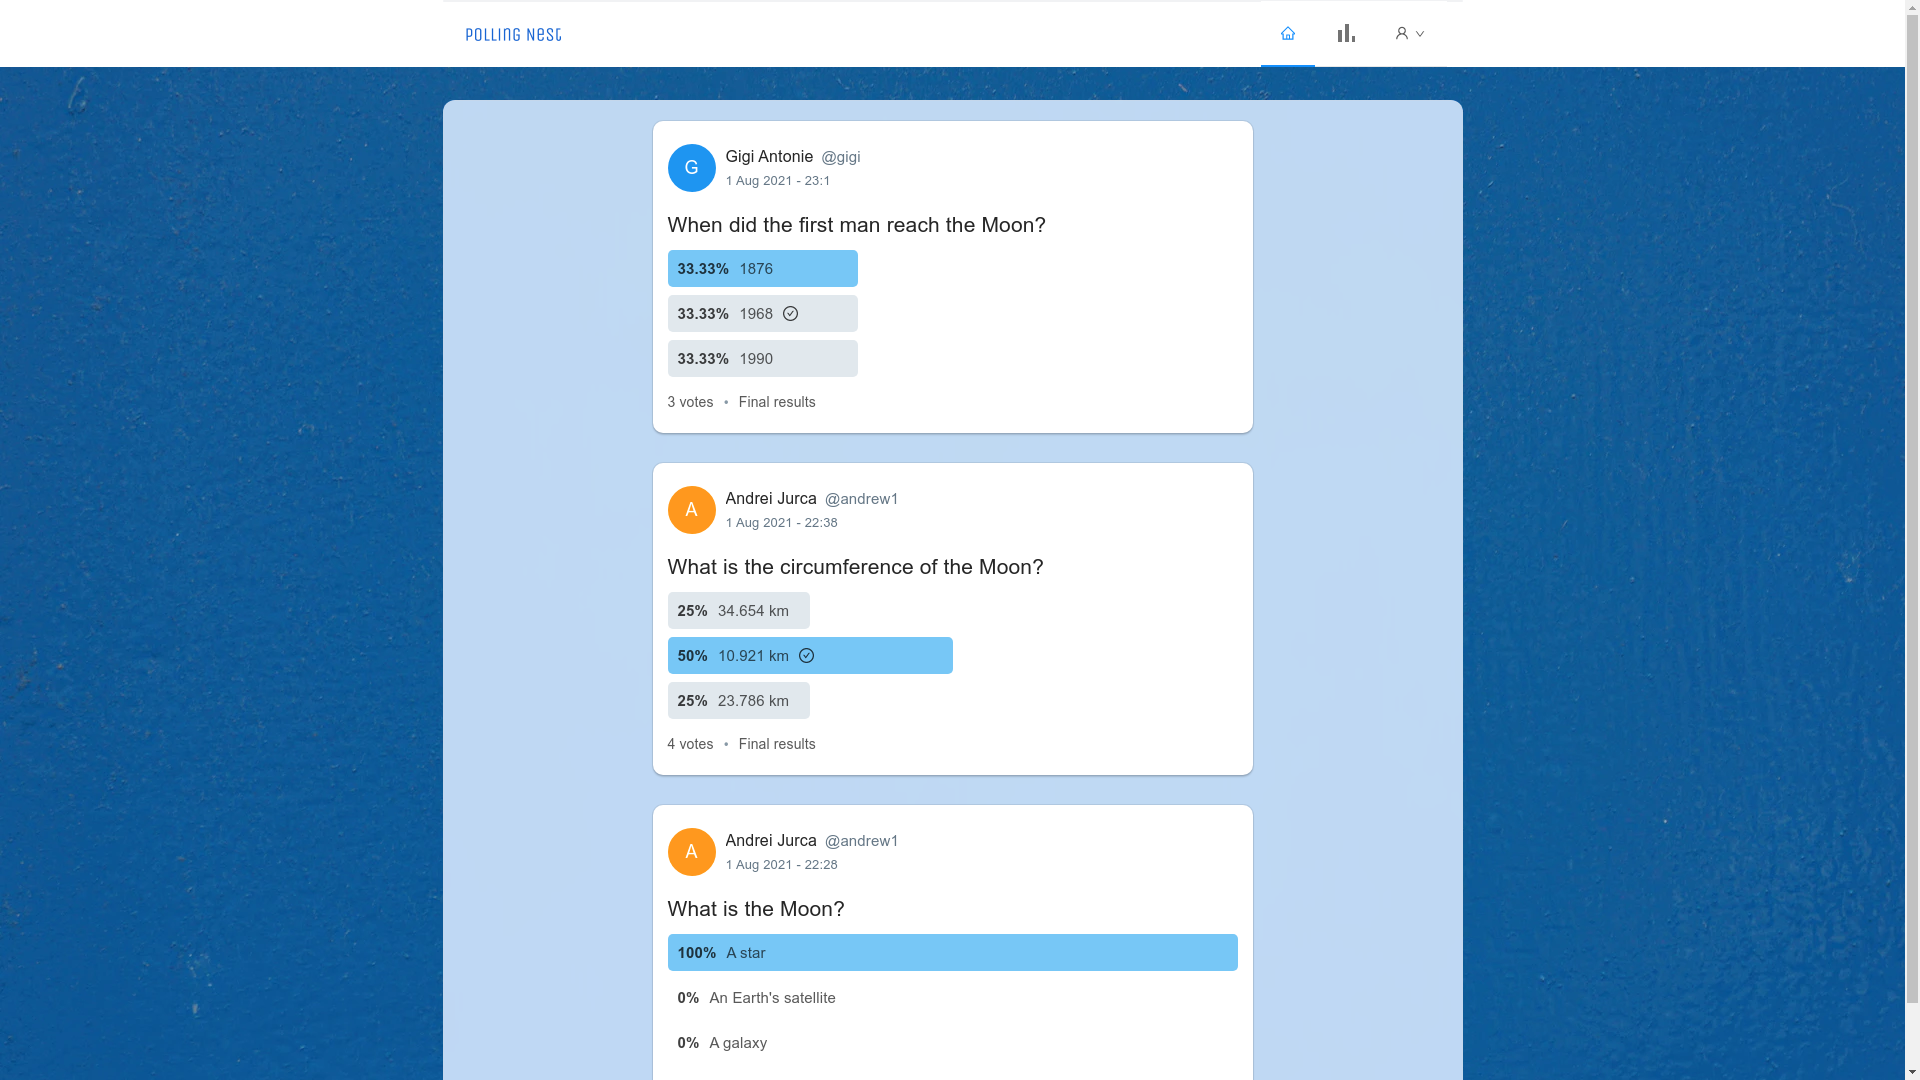 POLLING NEST
G
Gigi Antonie @gigi
1 Aug 2021 - 23:1
When did the first man reach the Moon?
33.33% 1876
33.33% 1968
33.33% 1990
3 votes • Final results
A
Andrei Jurca @andrew1
1 Aug 2021 - 22:38
What is the circumference of the Moon?
25% 34.654 km
50% 10.921 km
25% 23.786 km
4 votes • Final results
A
Andrei Jurca @andrew1
1 Aug 2021 - 22:28
What is the Moon?
100% A star
0% An Earth's satellite
0% A galaxy